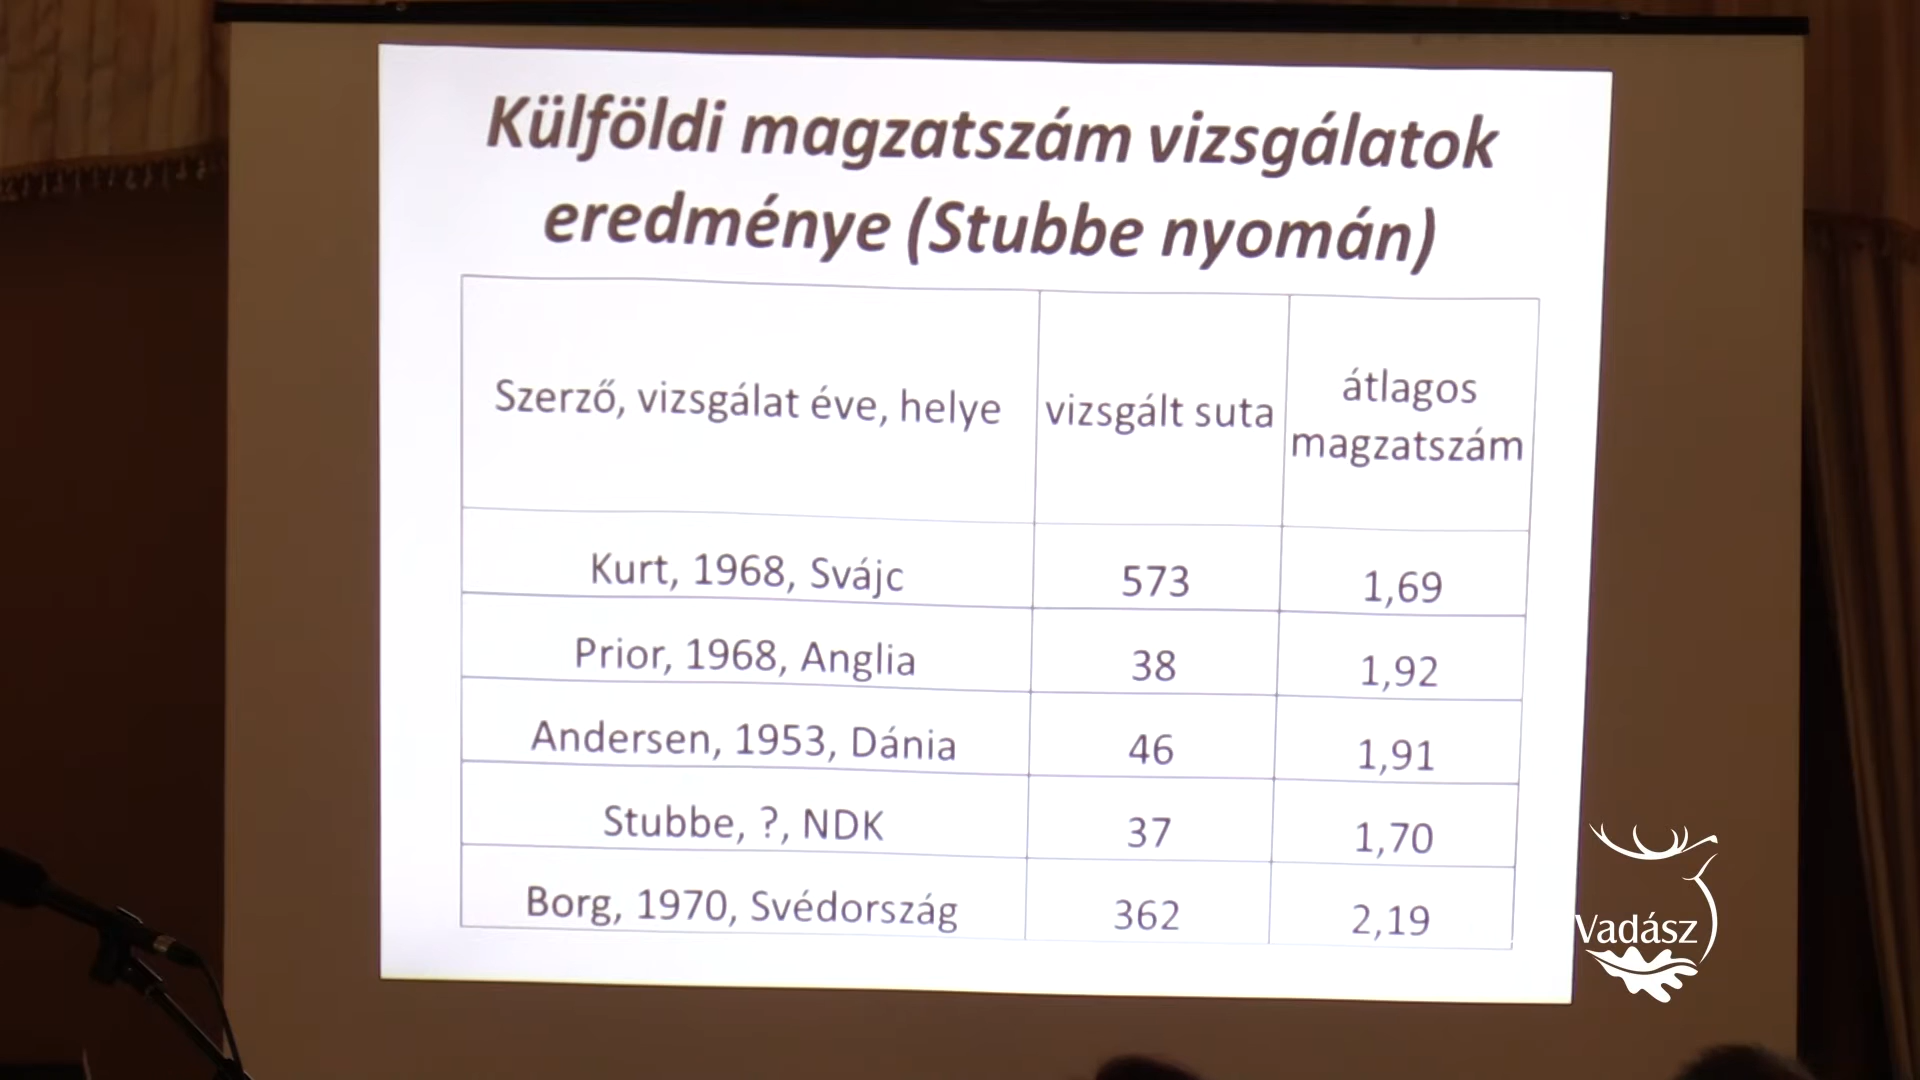 Külföldi magzatszám vizsgálatok
eredménye (Stubbe nyomán)
Szerző, vizsgálat éve, helye
vizsgált suta
átlagos
magzatszám
Kurt, 1968, Svájc
573
1,69
Prior, 1968, Anglia
38
1,92
Andersen, 1953, Dánia
46
1,91
Stubbe, ?, NDK
37
1,70
Borg, 1970, Svédország
362
2,19
Vadász